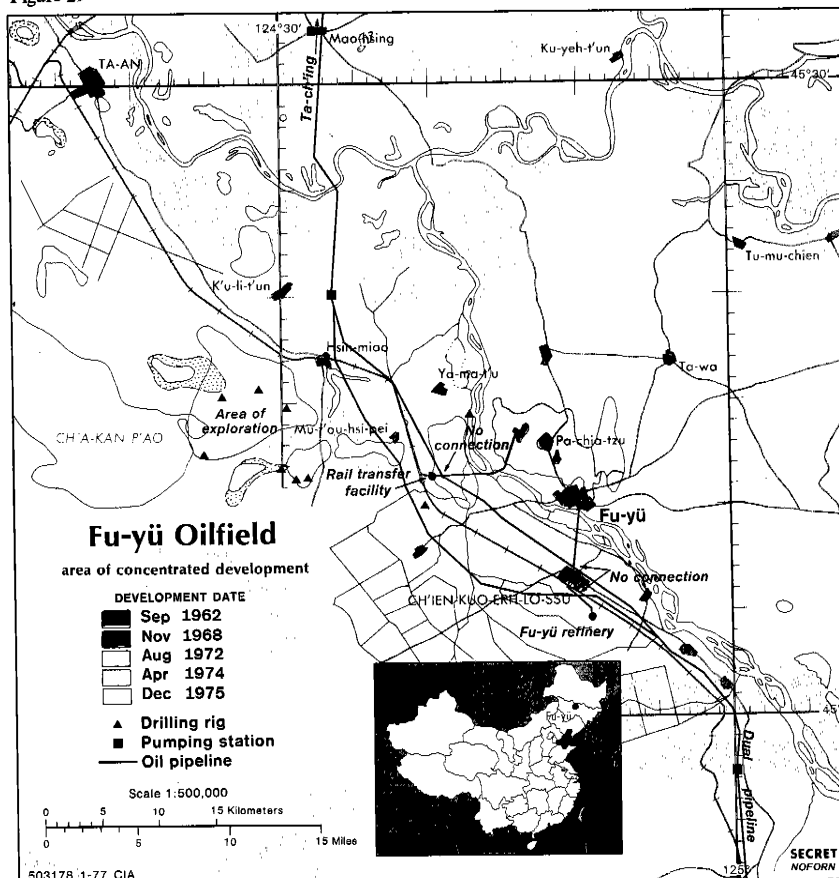 124°30'
Mao-hsing
Ku-yeh-t'un
TA-AN
45°30'
Ta-ch'ing
Tu-mu-chien
K'u-li-t'un
Hsin-miao
Ta-wa
Ya-ma-t'u
Area of
exploration
Mu-t'ou-hsi-pei
No
connection
Pa-chia-tzu
CH'A-KAN P'AO
Rail transfer
facility
Fu-yü
Fu-yü Oilfield
area of concentrated development
No connection
CH'IEN-KUO-ERH-LO-SSU
Fu-yü refinery
DEVELOPMENT DATE
Sep 1962
Nov 1968
Aug 1972
Apr 1974
Dec 1975
Drilling rig
Pumping station
Oil pipeline
Fu-yü
45°
Dual pipeline
Scale 1:500,000
5 0 5 10 15 Kilometers
0 5 10 15 Miles
125°
SECRET
NOFORN
503178 1-77 CIA